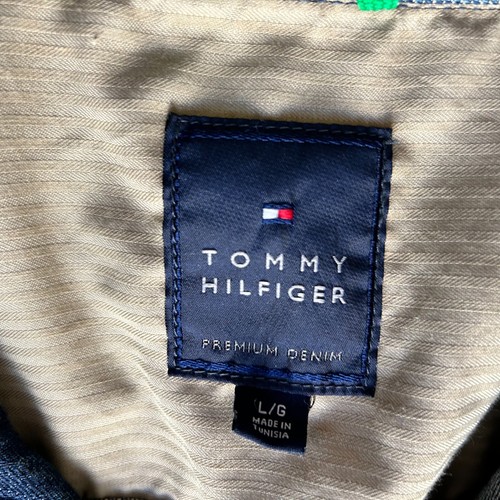 TOMMY
HILFIGER
PREMIUM DENIM
L/G
MADE IN
TUNISIA